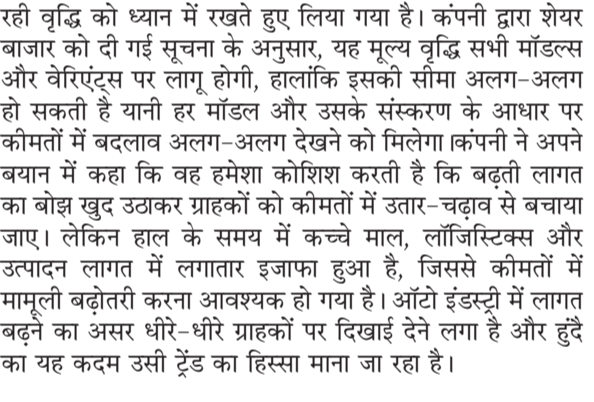 रही वृद्धि को ध्यान में रखते हुए लिया गया है। कंपनी द्वारा शेयर
बाजार को दी गई सूचना के अनुसार, यह मूल्य वृद्धि सभी मॉडल्स
और वेरिएंट्स पर लागू होगी, हालांकि इसकी सीमा अलग-अलग
हो सकती है यानी हर मॉडल और उसके संस्करण के आधार पर
कीमतों में बदलाव अलग-अलग देखने को मिलेगा।कंपनी ने अपने
बयान में कहा कि वह हमेशा कोशिश करती है कि बढ़ती लागत
का बोझ खुद उठाकर ग्राहकों को कीमतों में उतार-चढ़ाव से बचाया
जाए। लेकिन हाल के समय में कच्चे माल, लॉजिस्टिक्स और
उत्पादन लागत में लगातार इजाफा हुआ है, जिससे कीमतों में
मामूली बढ़ोतरी करना आवश्यक हो गया है। ऑटो इंडस्ट्री में लागत
बढ़ने का असर धीरे-धीरे ग्राहकों पर दिखाई देने लगा है और हुंदै
का यह कदम उसी ट्रेंड का हिस्सा माना जा रहा है।